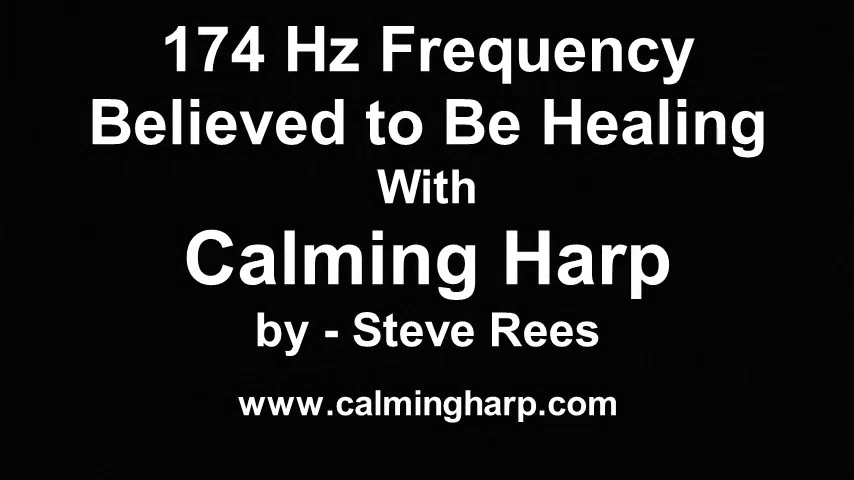 174 Hz Frequency
Believed to Be Healing
With
Calming Harp
by - Steve Rees
www.calmingharp.com